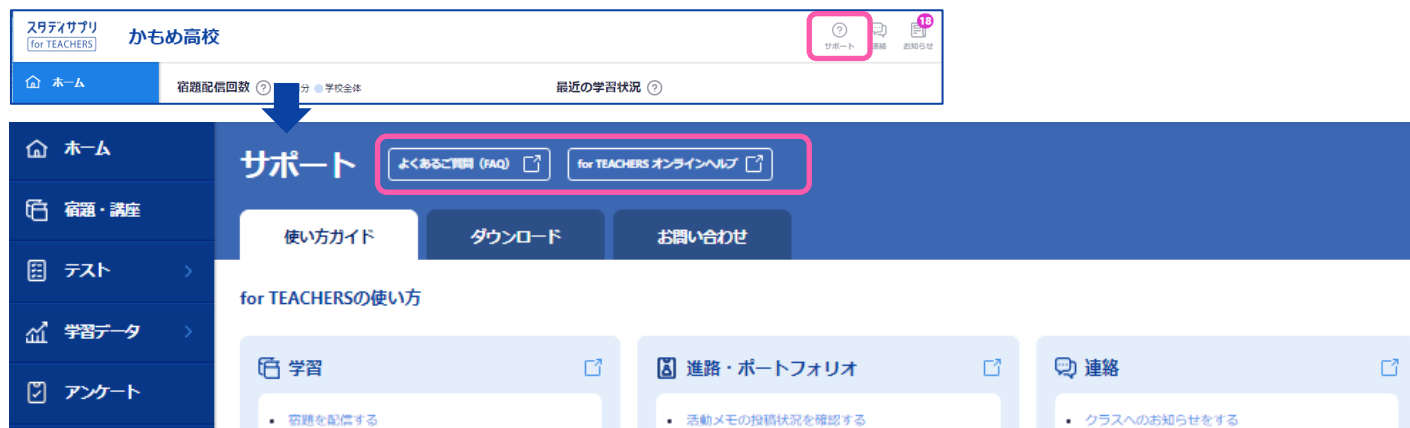 スタディサプリ
for TEACHERS
かもめ高校
18
サポート 連絡 お知らせ
ホーム
宿題配信回数 ? 分 学校全体
最近の学習状況 ?
ホーム
宿題・講座
テスト
学習データ
アンケート
サポート
よくあるご質問（FAQ）
for TEACHERS オンラインヘルプ
使い方ガイド
ダウンロード
お問い合わせ
for TEACHERSの使い方
学習
・ 宿題を配信する
進路・ポートフォリオ
・ 活動メモの投稿状況を確認する
連絡
・ クラスへのお知らせをする